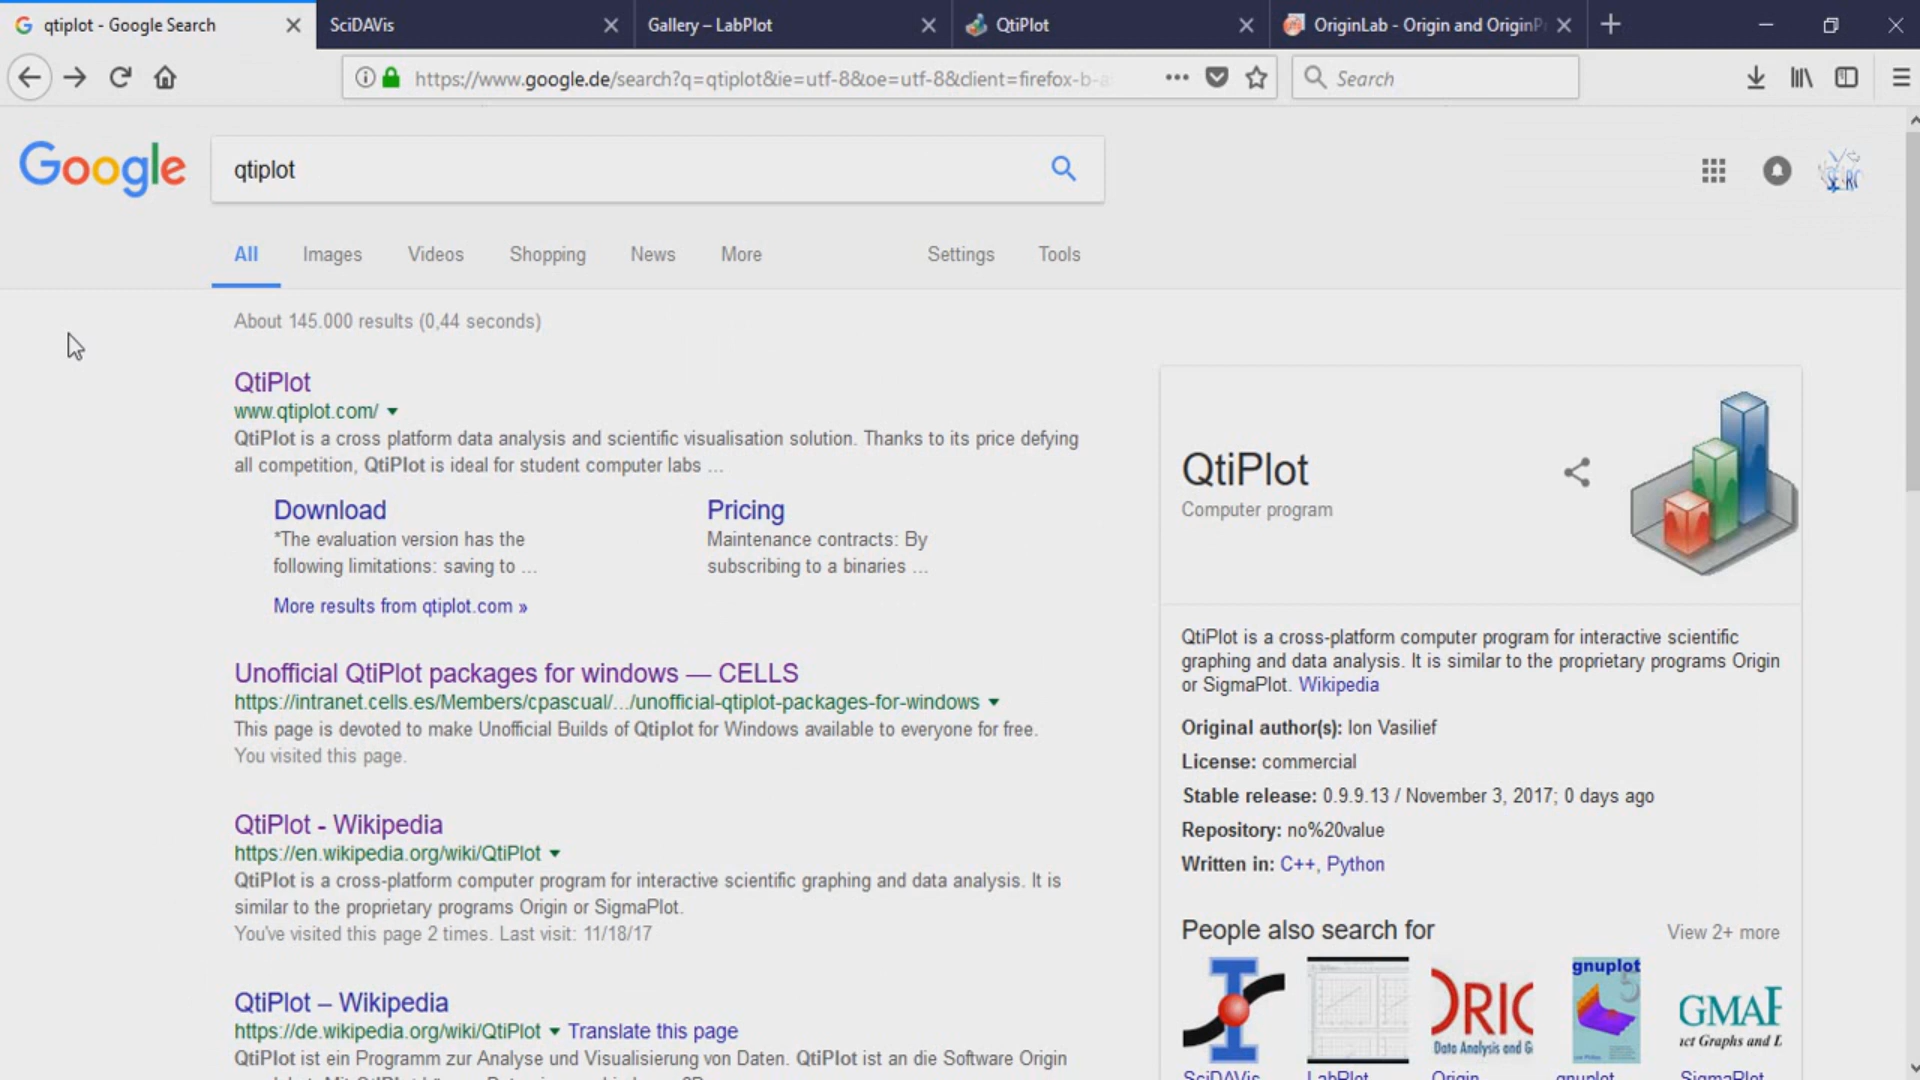 qtiplot - Google Search
SciDAVis
Gallery – LabPlot
QtiPlot
OriginLab - Origin and OriginP
https://www.google.de/search?q=qtiplot&ie=utf-8&oe=utf-8&client=firefox-b-a
Search
Google
qtiplot
All Images Videos Shopping News More Settings Tools
About 145.000 results (0,44 seconds)
QtiPlot
www.qtiplot.com/
QtiPlot is a cross platform data analysis and scientific visualisation solution. Thanks to its price defying
all competition, QtiPlot is ideal for student computer labs ...
Download
*The evaluation version has the
following limitations: saving to ...
Pricing
Maintenance contracts: By
subscribing to a binaries ...
More results from qtiplot.com »
Unofficial QtiPlot packages for windows — CELLS
https://intranet.cells.es/Members/cpascual/.../unofficial-qtiplot-packages-for-windows
This page is devoted to make Unofficial Builds of Qtiplot for Windows available to everyone for free.
You visited this page.
QtiPlot - Wikipedia
https://en.wikipedia.org/wiki/QtiPlot
QtiPlot is a cross-platform computer program for interactive scientific graphing and data analysis. It is
similar to the proprietary programs Origin or SigmaPlot.
You've visited this page 2 times. Last visit: 11/18/17
QtiPlot – Wikipedia
https://de.wikipedia.org/wiki/QtiPlot Translate this page
QtiPlot ist ein Programm zur Analyse und Visualisierung von Daten. QtiPlot ist an die Software Origin
QtiPlot
Computer program
QtiPlot is a cross-platform computer program for interactive scientific
graphing and data analysis. It is similar to the proprietary programs Origin
or SigmaPlot. Wikipedia
Original author(s): Ion Vasilief
License: commercial
Stable release: 0.9.9.13 / November 3, 2017; 0 days ago
Repository: no%20value
Written in: C++, Python
People also search for
View 2+ more
ORIC
Data Analysis and G
gnuplot
GMAF
ict Graphs and D
SciDAVis LabPlot Origin gnuplot SigmaPlot